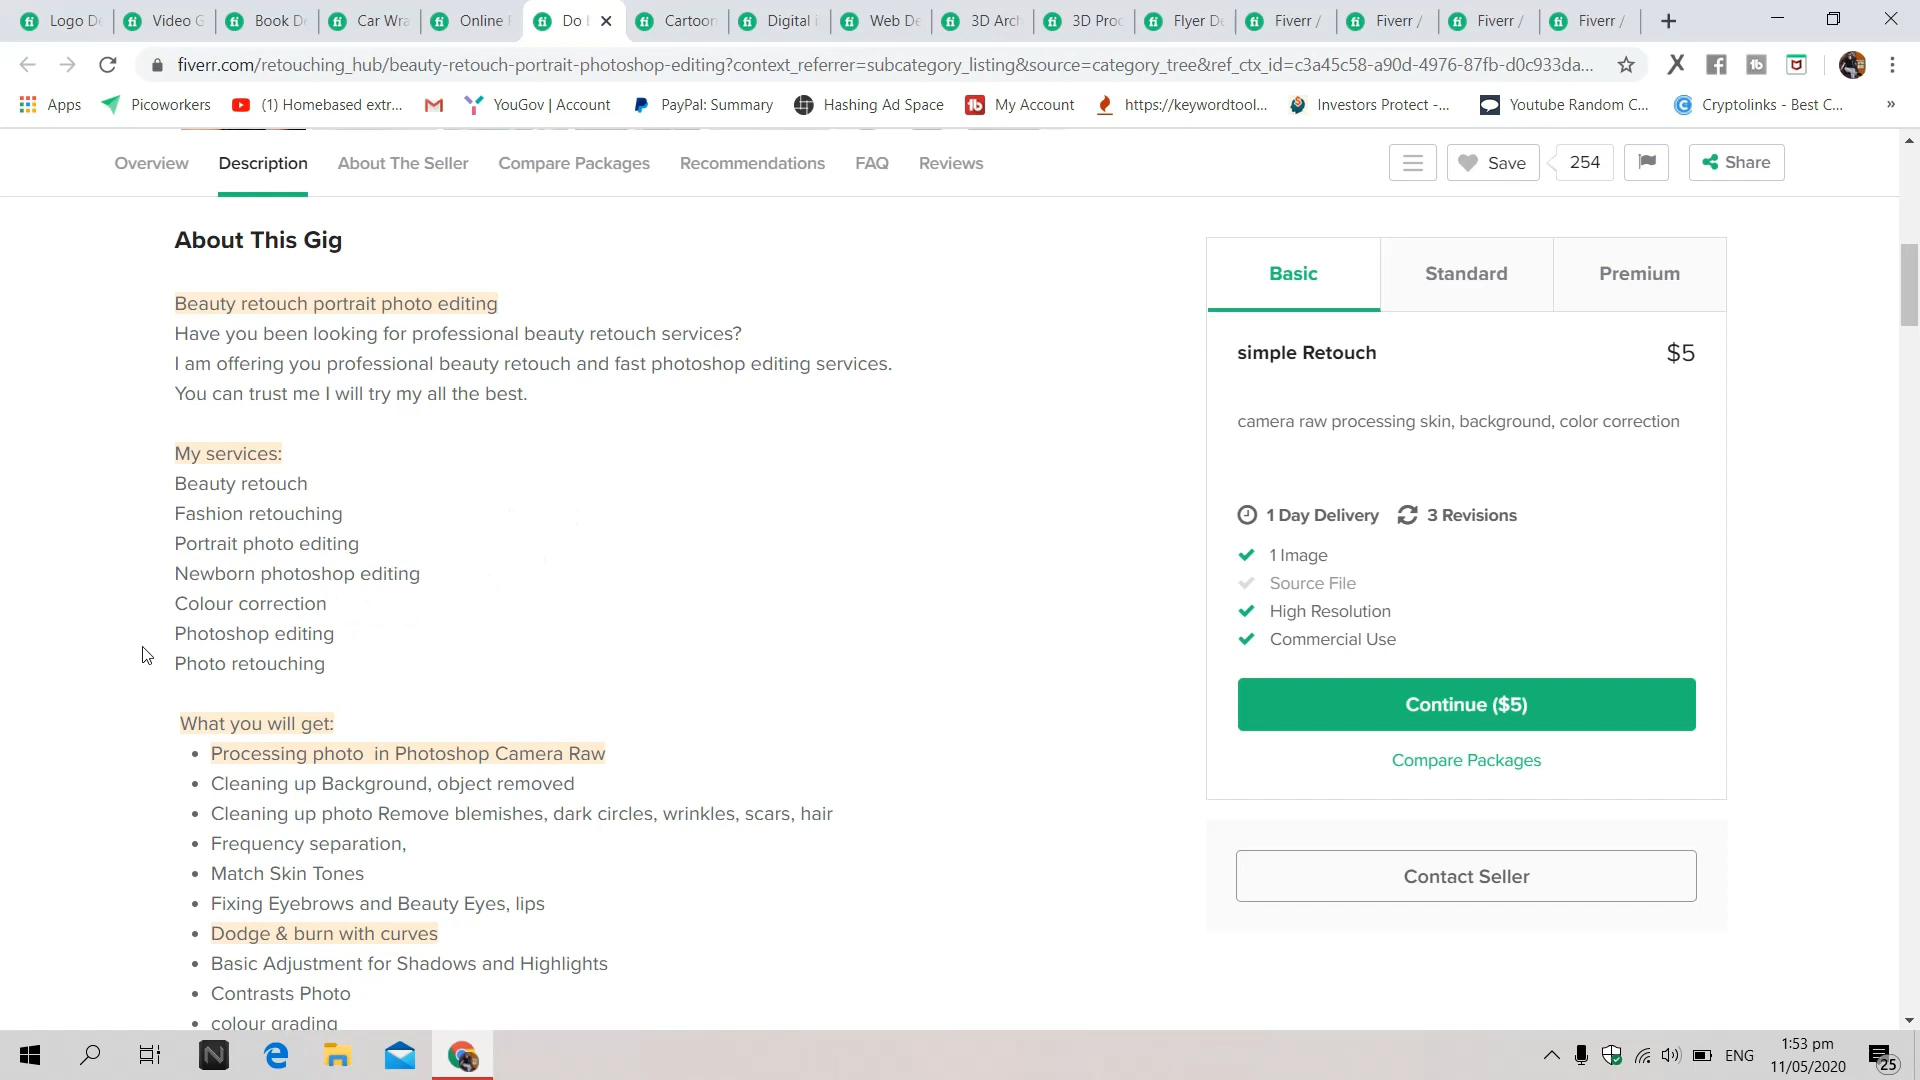 Logo De
Video G
Book De
Car Wra
Online
Do
Cartoon
Digital i
Web De
3D Arch
3D Proc
Flyer De
Fiverr /
Fiverr /
Fiverr /
Fiverr /
fiverr.com/retouching_hub/beauty-retouch-portrait-photoshop-editing?context_referrer=subcategory_listing&source=category_tree&ref_ctx_id=c3a45c58-a90d-4976-87fb-d0c933da...
Apps
Picoworkers
(1) Homebased extr...
YouGov | Account
PayPal: Summary
Hashing Ad Space
My Account
https://keywordtool...
Investors Protect -...
Youtube Random C...
Cryptolinks - Best C...
»
Overview
Description
About The Seller
Compare Packages
Recommendations
FAQ
Reviews
Save
254
Share
About This Gig
Beauty retouch portrait photo editing
Have you been looking for professional beauty retouch services?
I am offering you professional beauty retouch and fast photoshop editing services.
You can trust me I will try my all the best.
My services:
Beauty retouch
Fashion retouching
Portrait photo editing
Newborn photoshop editing
Colour correction
Photoshop editing
Photo retouching
What you will get:
• Processing photo  in Photoshop Camera Raw
• Cleaning up Background, object removed
• Cleaning up photo Remove blemishes, dark circles, wrinkles, scars, hair
• Frequency separation,
• Match Skin Tones
• Fixing Eyebrows and Beauty Eyes, lips
• Dodge & burn with curves
• Basic Adjustment for Shadows and Highlights
• Contrasts Photo
• colour grading
Basic
Standard
Premium
simple Retouch
$5
camera raw processing skin, background, color correction
1 Day Delivery
3 Revisions
1 Image
Source File
High Resolution
Commercial Use
Continue ($5)
Compare Packages
Contact Seller
ENG
1:53 pm
11/05/2020
25